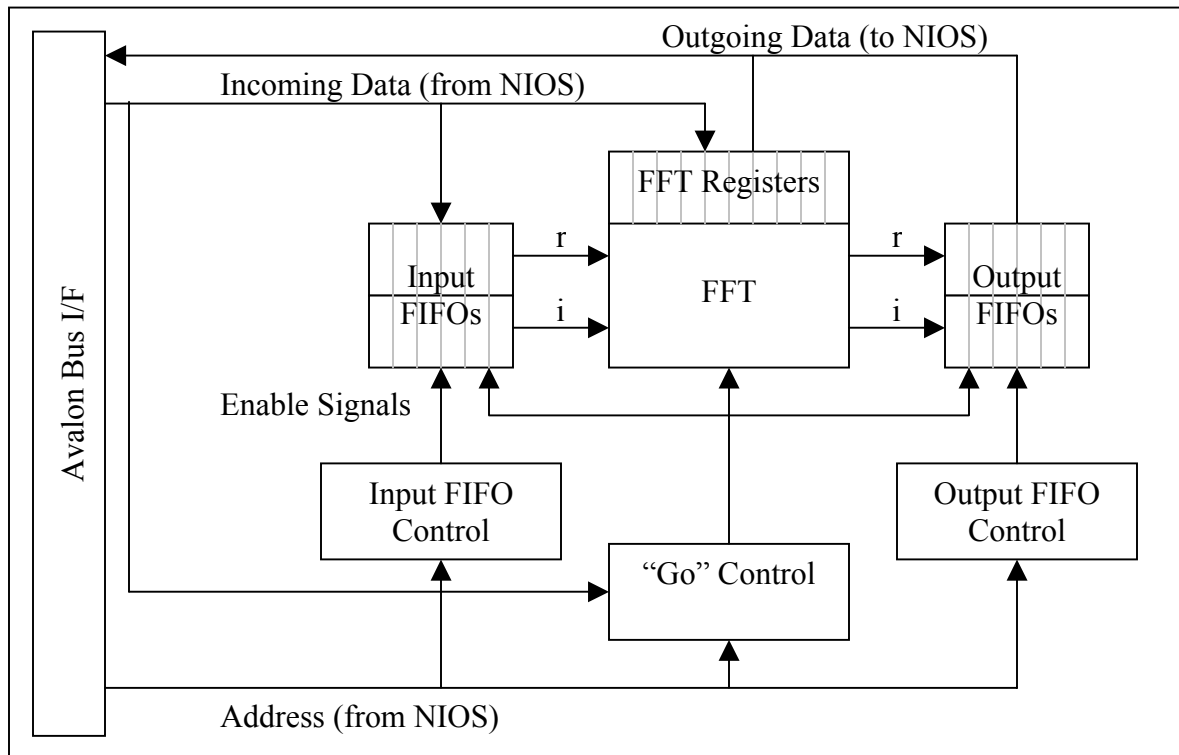 Outgoing Data (to NIOS)
Incoming Data (from NIOS)
Avalon Bus I/F
FFT Registers
r
r
Input
FIFOs
FFT
Output
FIFOs
i
i
Enable Signals
Input FIFO
Control
Output FIFO
Control
“Go” Control
Address (from NIOS)